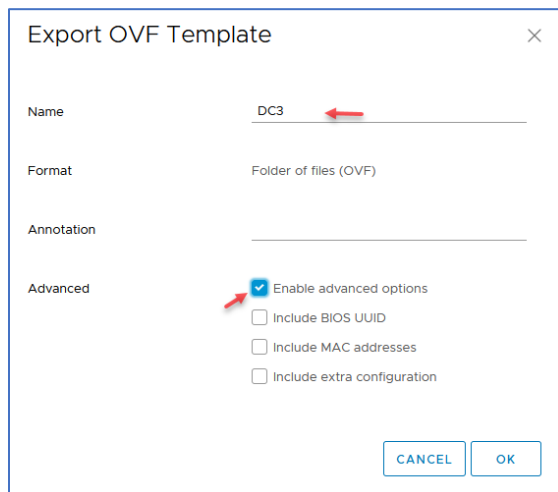 Export OVF Template
Name DC3
Format Folder of files (OVF)
Annotation
Advanced Enable advanced options
Include BIOS UUID
Include MAC addresses
Include extra configuration
CANCEL OK